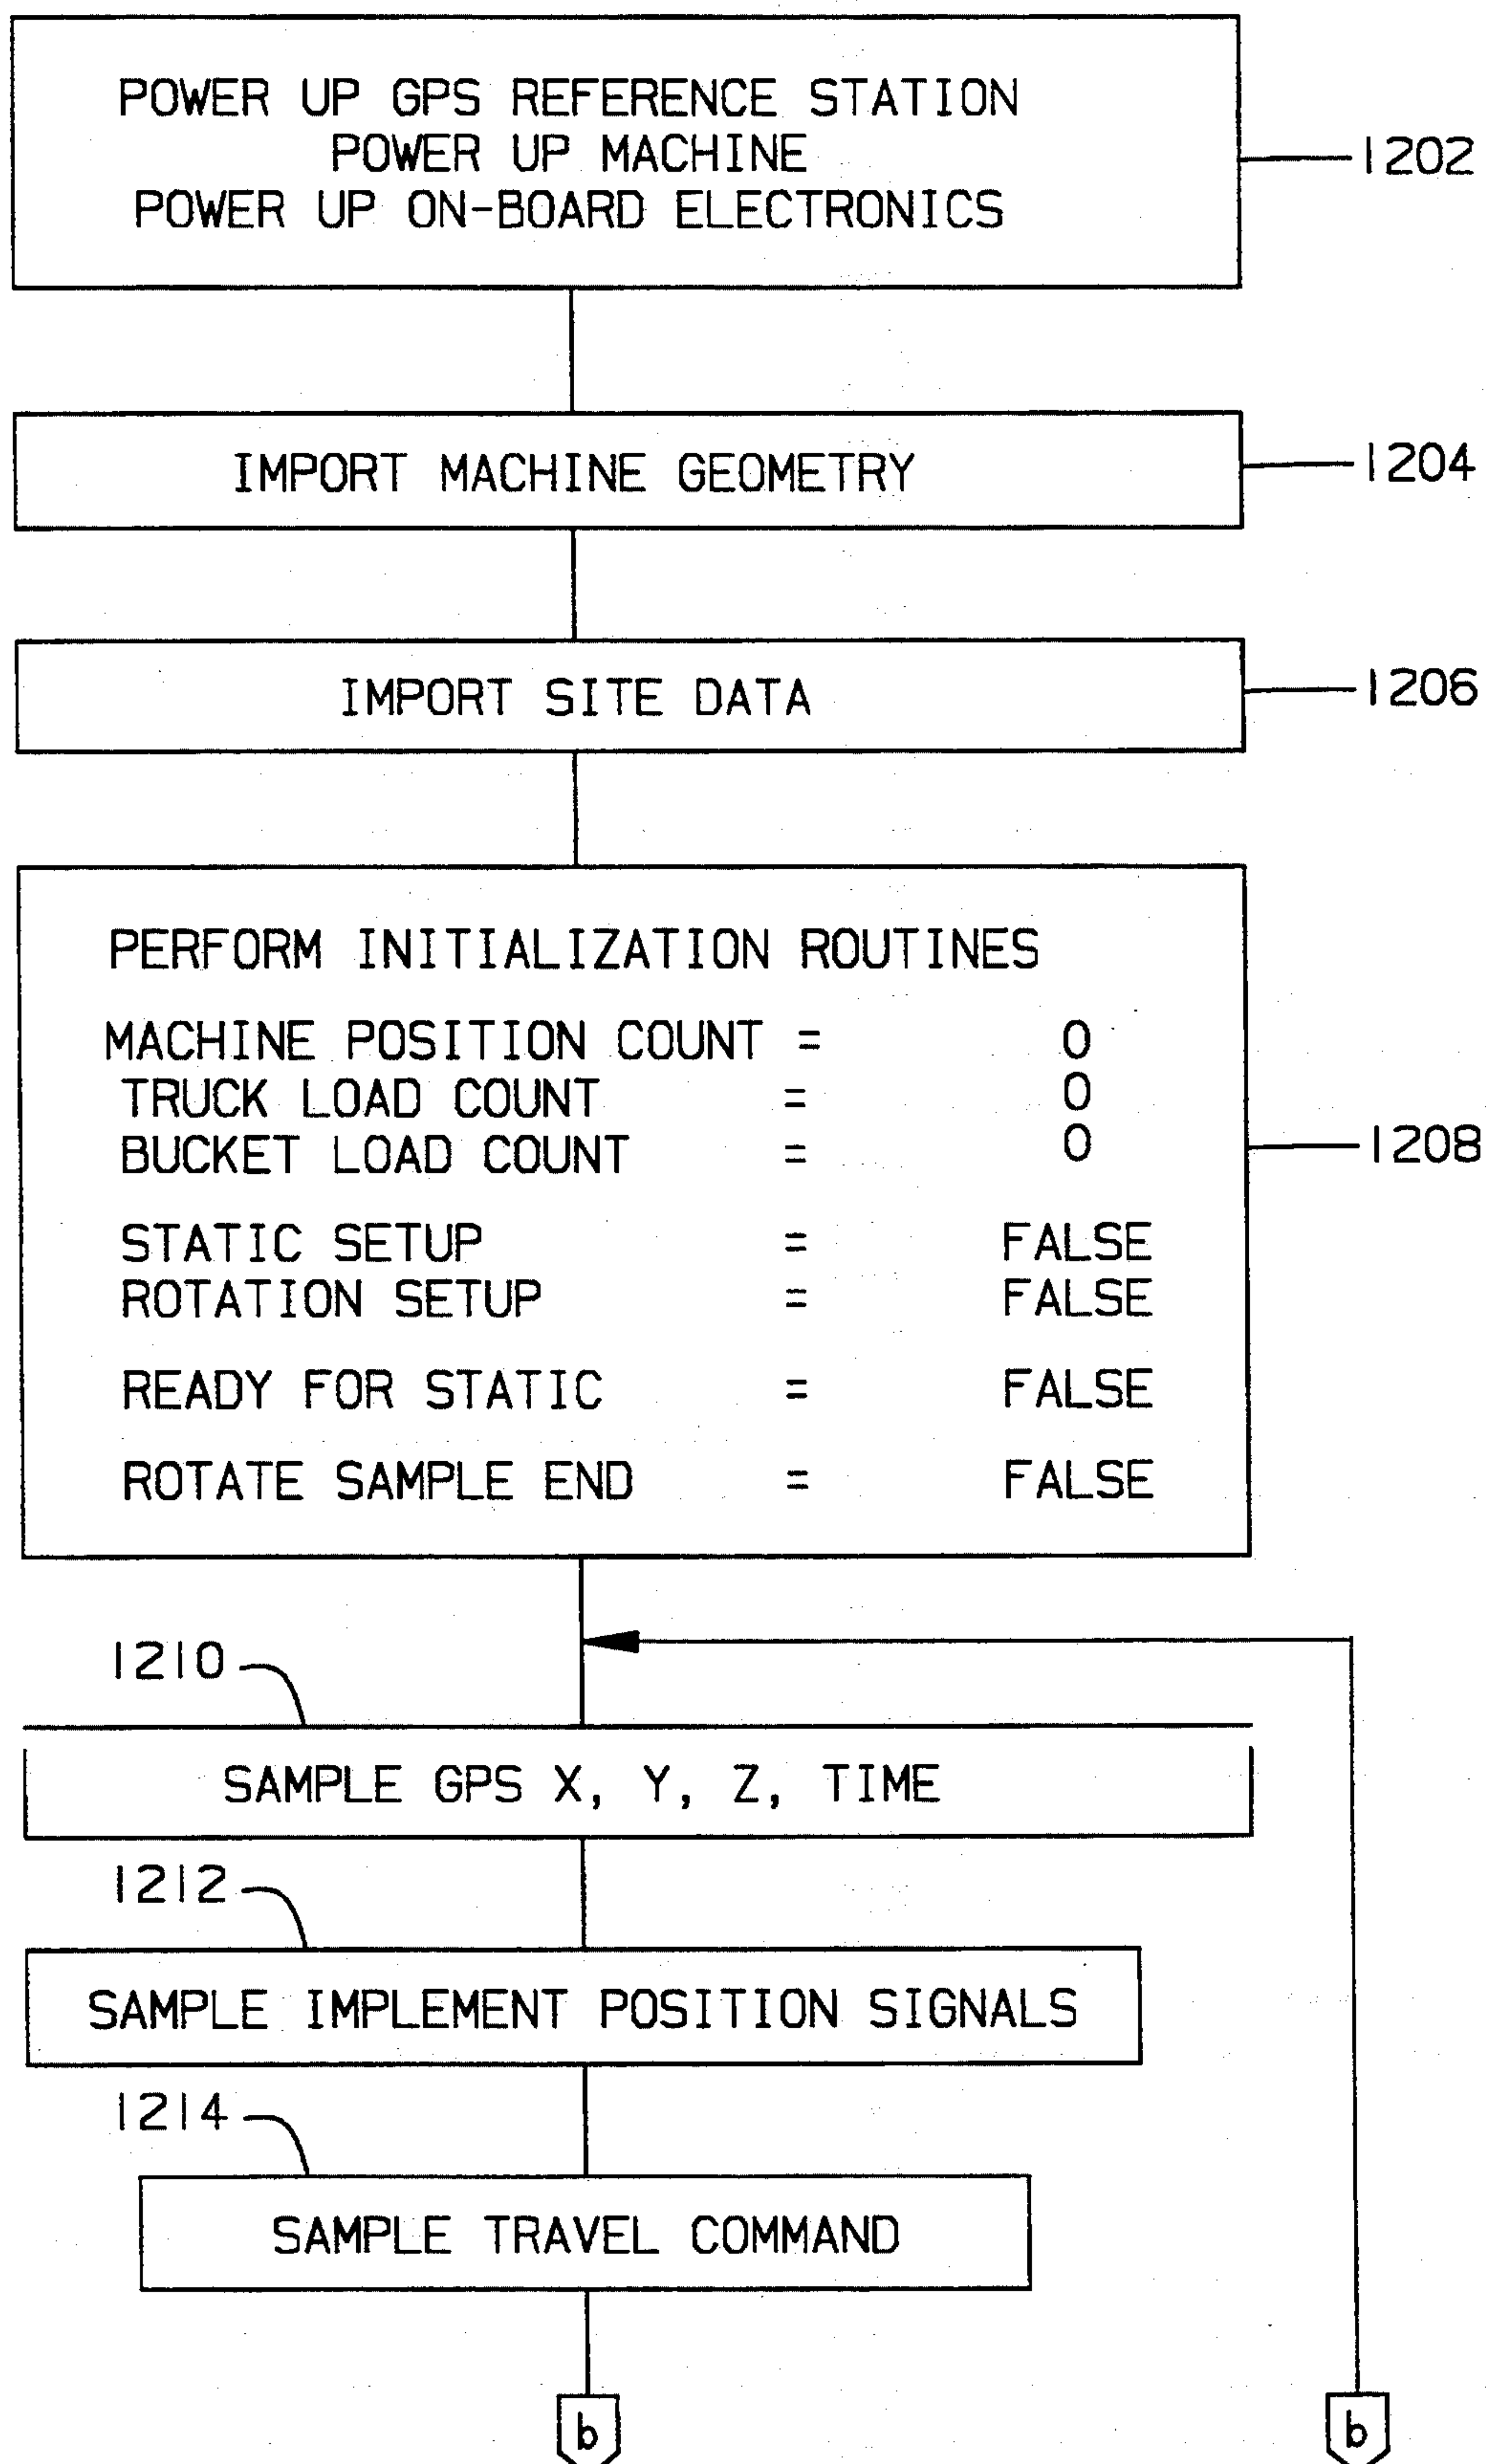 POWER UP GPS REFERENCE STATION
POWER UP MACHINE
POWER UP ON-BOARD ELECTRONICS
1202
IMPORT MACHINE GEOMETRY
1204
IMPORT SITE DATA
1206
PERFORM INITIALIZATION ROUTINES
MACHINE POSITION COUNT = 0
TRUCK LOAD COUNT = 0
BUCKET LOAD COUNT = 0
1208
STATIC SETUP = FALSE
ROTATION SETUP = FALSE
READY FOR STATIC = FALSE
ROTATE SAMPLE END = FALSE
1210
SAMPLE GPS X, Y, Z, TIME
1212
SAMPLE IMPLEMENT POSITION SIGNALS
1214
SAMPLE TRAVEL COMMAND
b
b